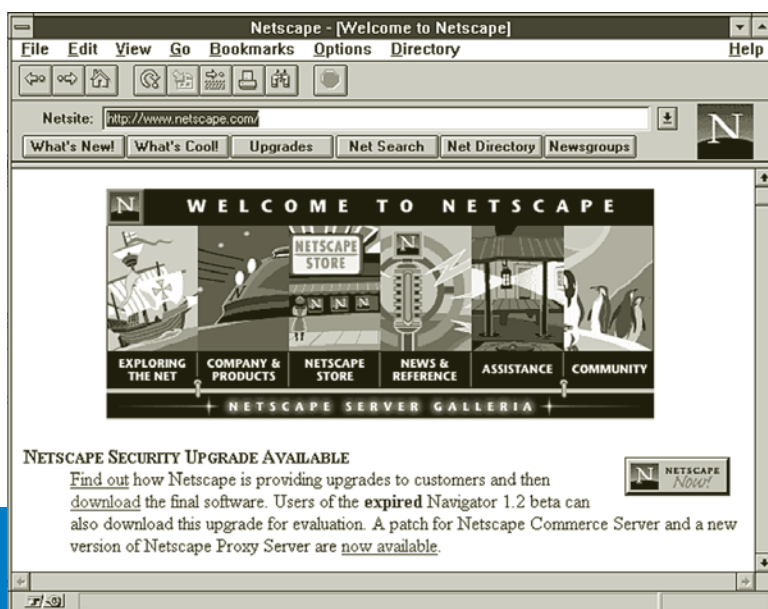 Netscape - [Welcome to Netscape]
File Edit View Go Bookmarks Options Directory Help
Netsite: http://www.netscape.com/
N
What's New! What's Cool! Upgrades Net Search Net Directory Newsgroups
N WELCOME TO NETSCAPE
NETSCAPE
STORE
N
N N N
EXPLORING THE NET COMPANY & PRODUCTS NETSCAPE STORE NEWS & REFERENCE ASSISTANCE COMMUNITY
NETSCAPE SERVER GALLERIA
NETSCAPE SECURITY UPGRADE AVAILABLE
N NETSCAPE
Now!
Find out how Netscape is providing upgrades to customers and then
download the final software. Users of the expired Navigator 1.2 beta can
also download this upgrade for evaluation. A patch for Netscape Commerce Server and a new
version of Netscape Proxy Server are now available.